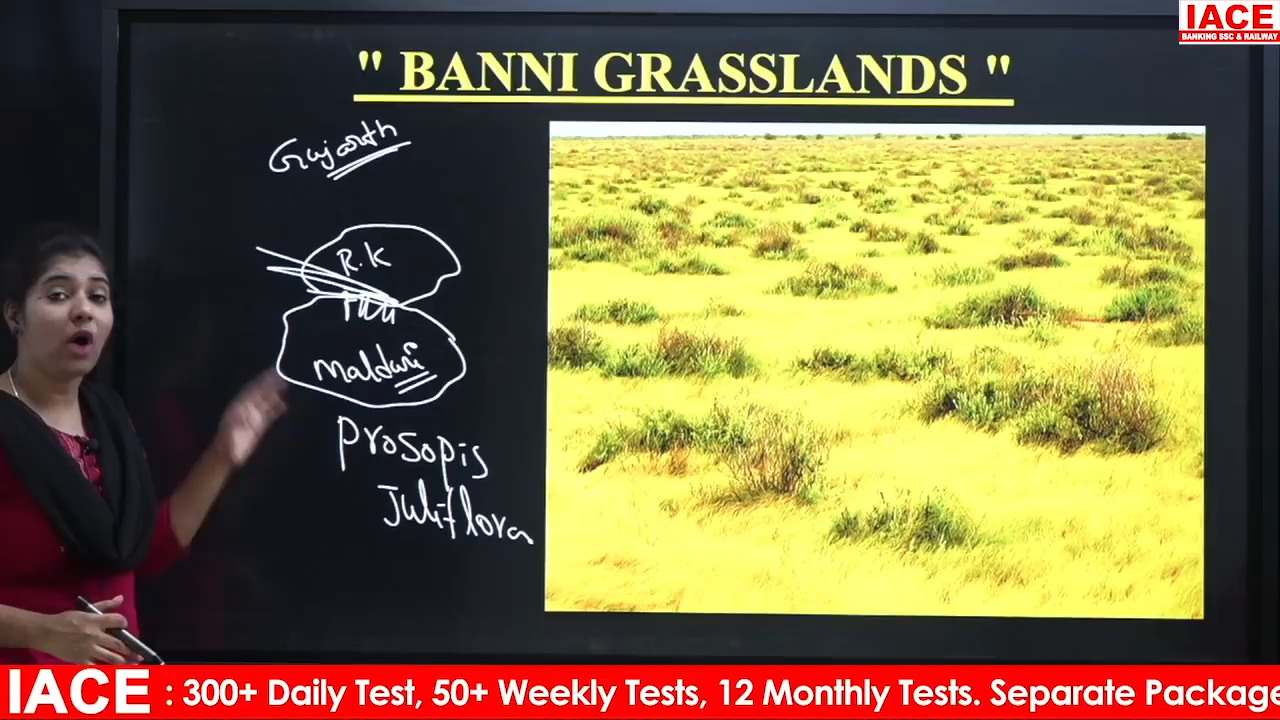 IACE
BANKING SSC & RAILWAY
" BANNI GRASSLANDS "
Gujarath
R.K
Maldari
Prosopis
Juliflora
IACE : 300+ Daily Test, 50+ Weekly Tests, 12 Monthly Tests. Separate Package